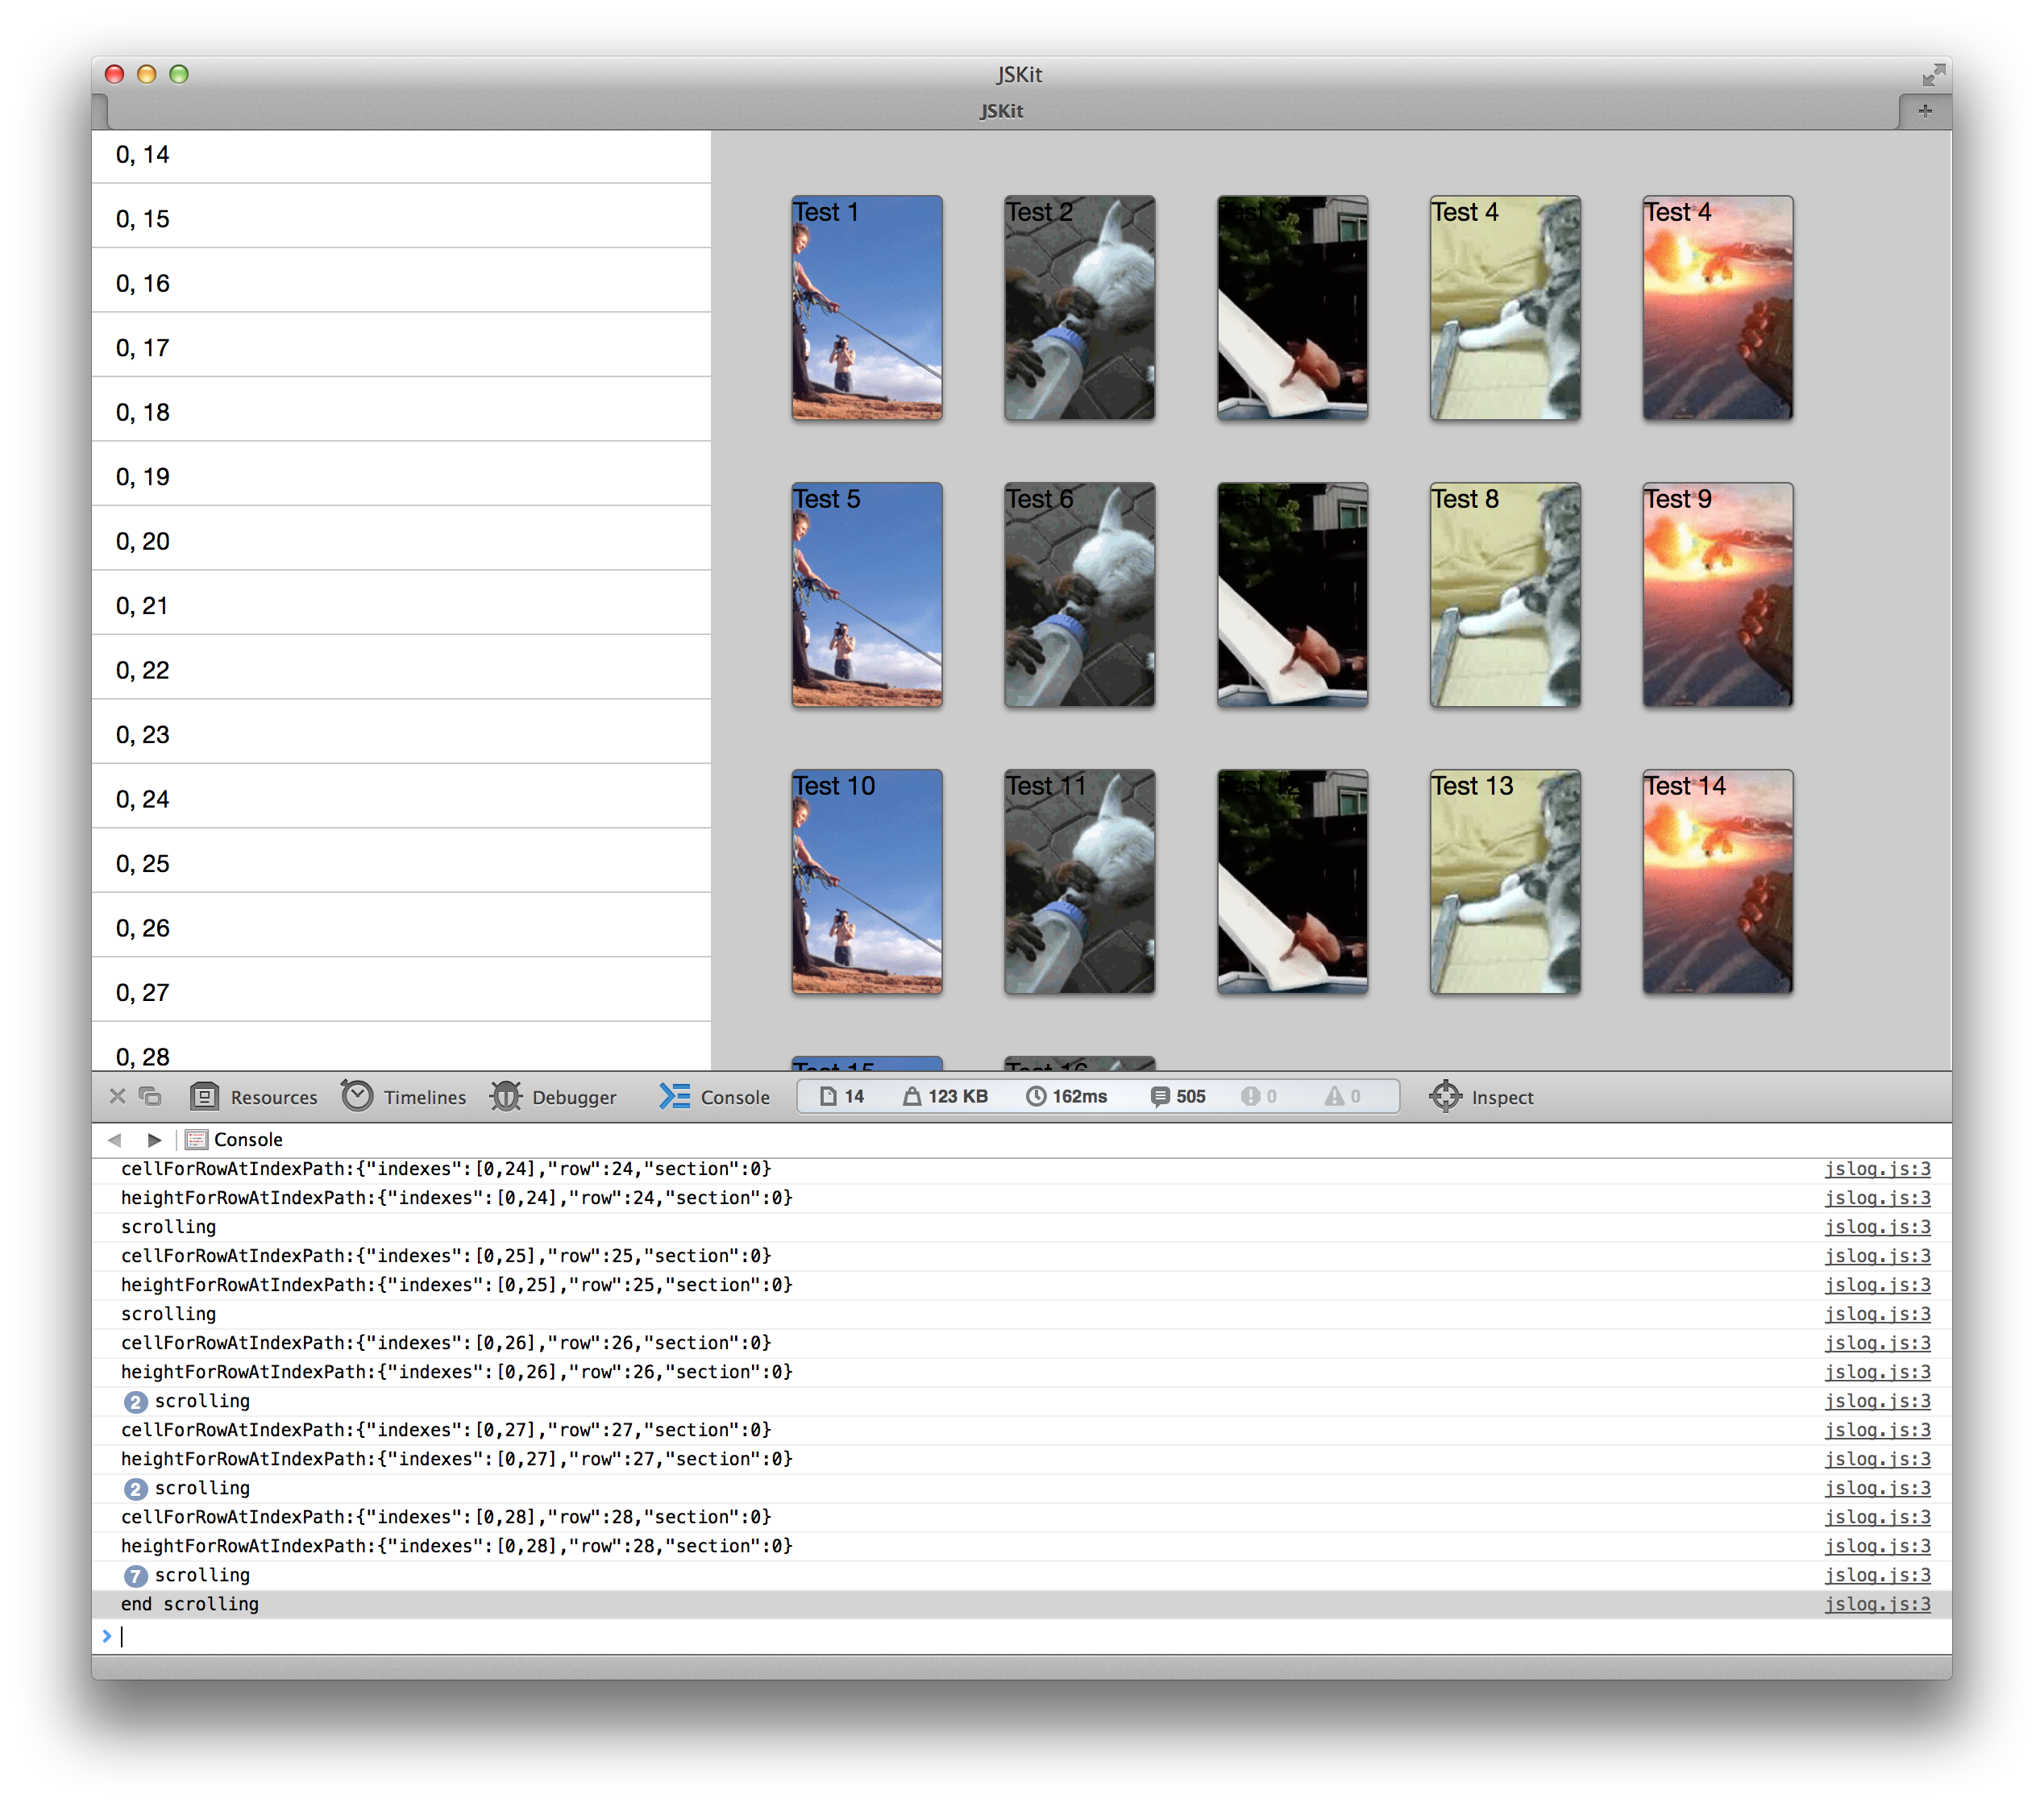 JSKit
JSKit
+
0, 14
0, 15
0, 16
0, 17
0, 18
0, 19
0, 20
0, 21
0, 22
0, 23
0, 24
0, 25
0, 26
0, 27
0, 28
Test 1 Test 2 Test 3 Test 4 Test 4
Test 5 Test 6 Test 7 Test 8 Test 9
Test 10 Test 11 Test 12 Test 13 Test 14
Test 15 Test 16
Resources Timelines Debugger Console 14 123 KB 162ms 505 0 0 Inspect
Console
cellForRowAtIndexPath:{"indexes":[0,24],"row":24,"section":0} jslog.js:3
heightForRowAtIndexPath:{"indexes":[0,24],"row":24,"section":0} jslog.js:3
scrolling jslog.js:3
cellForRowAtIndexPath:{"indexes":[0,25],"row":25,"section":0} jslog.js:3
heightForRowAtIndexPath:{"indexes":[0,25],"row":25,"section":0} jslog.js:3
scrolling jslog.js:3
cellForRowAtIndexPath:{"indexes":[0,26],"row":26,"section":0} jslog.js:3
heightForRowAtIndexPath:{"indexes":[0,26],"row":26,"section":0} jslog.js:3
2 scrolling jslog.js:3
cellForRowAtIndexPath:{"indexes":[0,27],"row":27,"section":0} jslog.js:3
heightForRowAtIndexPath:{"indexes":[0,27],"row":27,"section":0} jslog.js:3
2 scrolling jslog.js:3
cellForRowAtIndexPath:{"indexes":[0,28],"row":28,"section":0} jslog.js:3
heightForRowAtIndexPath:{"indexes":[0,28],"row":28,"section":0} jslog.js:3
7 scrolling jslog.js:3
end scrolling jslog.js:3